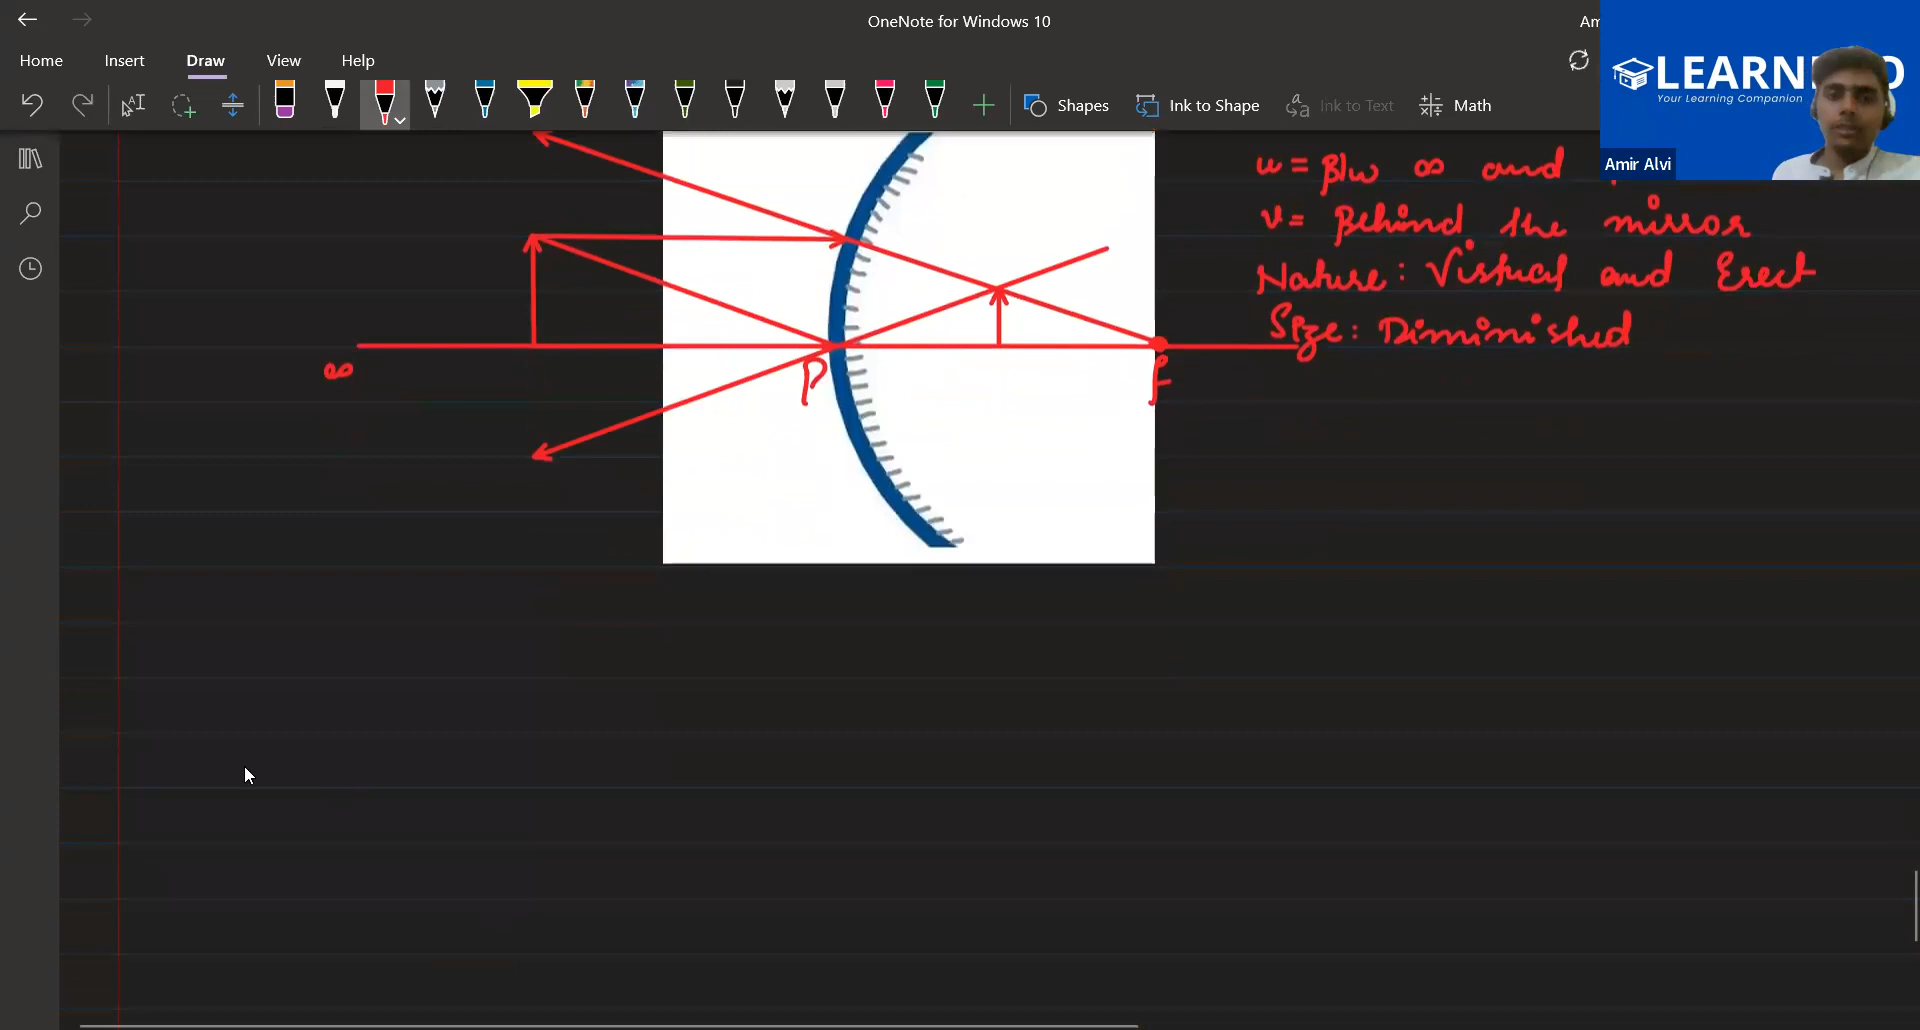 OneNote for Windows 10
Am
Home Insert Draw View Help
Shapes Ink to Shape Ink to Text Math
LEARN O
Your Learning Companion
Amir Alvi
u = B/w ∞ and
v = Behind the mirror
Nature : Virtual and Erect
Size : Diminished
∞ P F